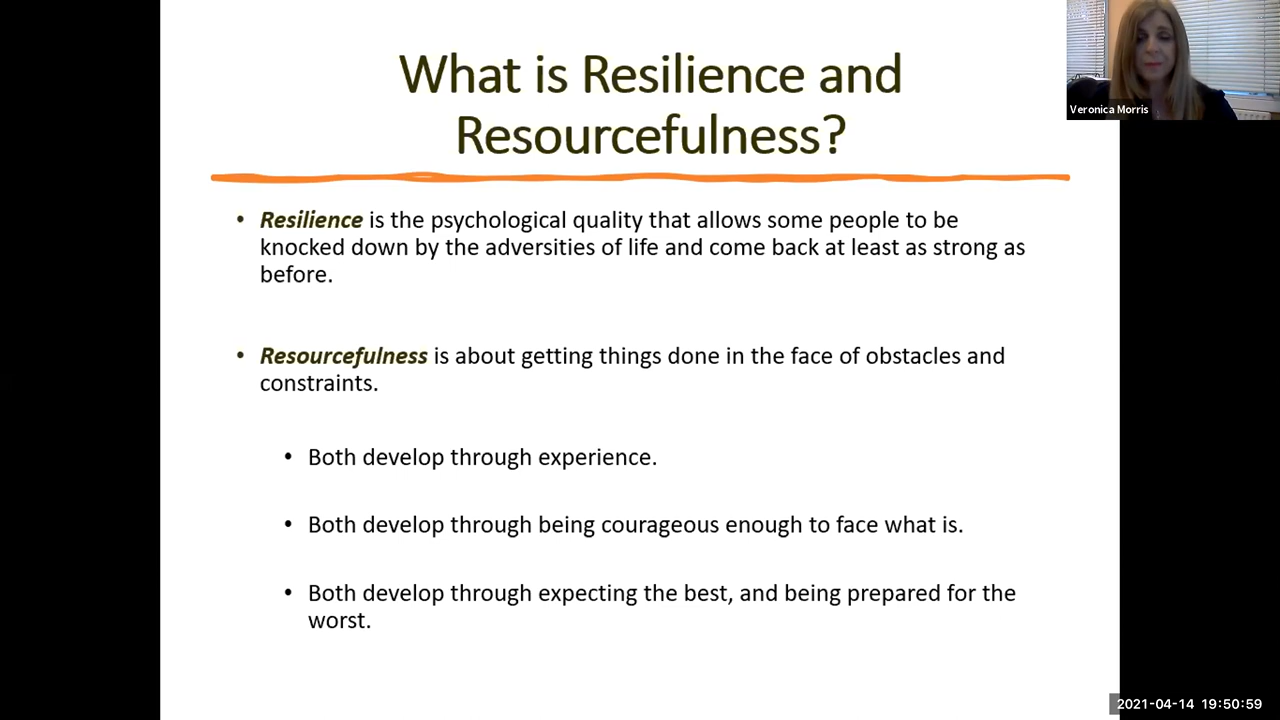 What is Resilience and
Resourcefulness?
Veronica Morris
• Resilience is the psychological quality that allows some people to be
knocked down by the adversities of life and come back at least as strong as
before.
• Resourcefulness is about getting things done in the face of obstacles and
constraints.
• Both develop through experience.
• Both develop through being courageous enough to face what is.
• Both develop through expecting the best, and being prepared for the
worst.
2021-04-14 19:50:59